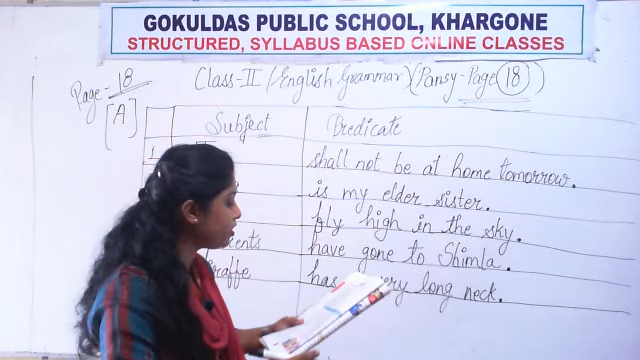 GOKULDAS PUBLIC SCHOOL, KHARGONE
STRUCTURED, SYLLABUS BASED ONLINE CLASSES
Page-18 Class-II (English Grammar) (Pansy-Page 18)
[A]
Subject Predicate
1 shall not be at home tomorrow.
is my elder sister.
fly high in the sky.
have gone to Shimla.
has very long neck.